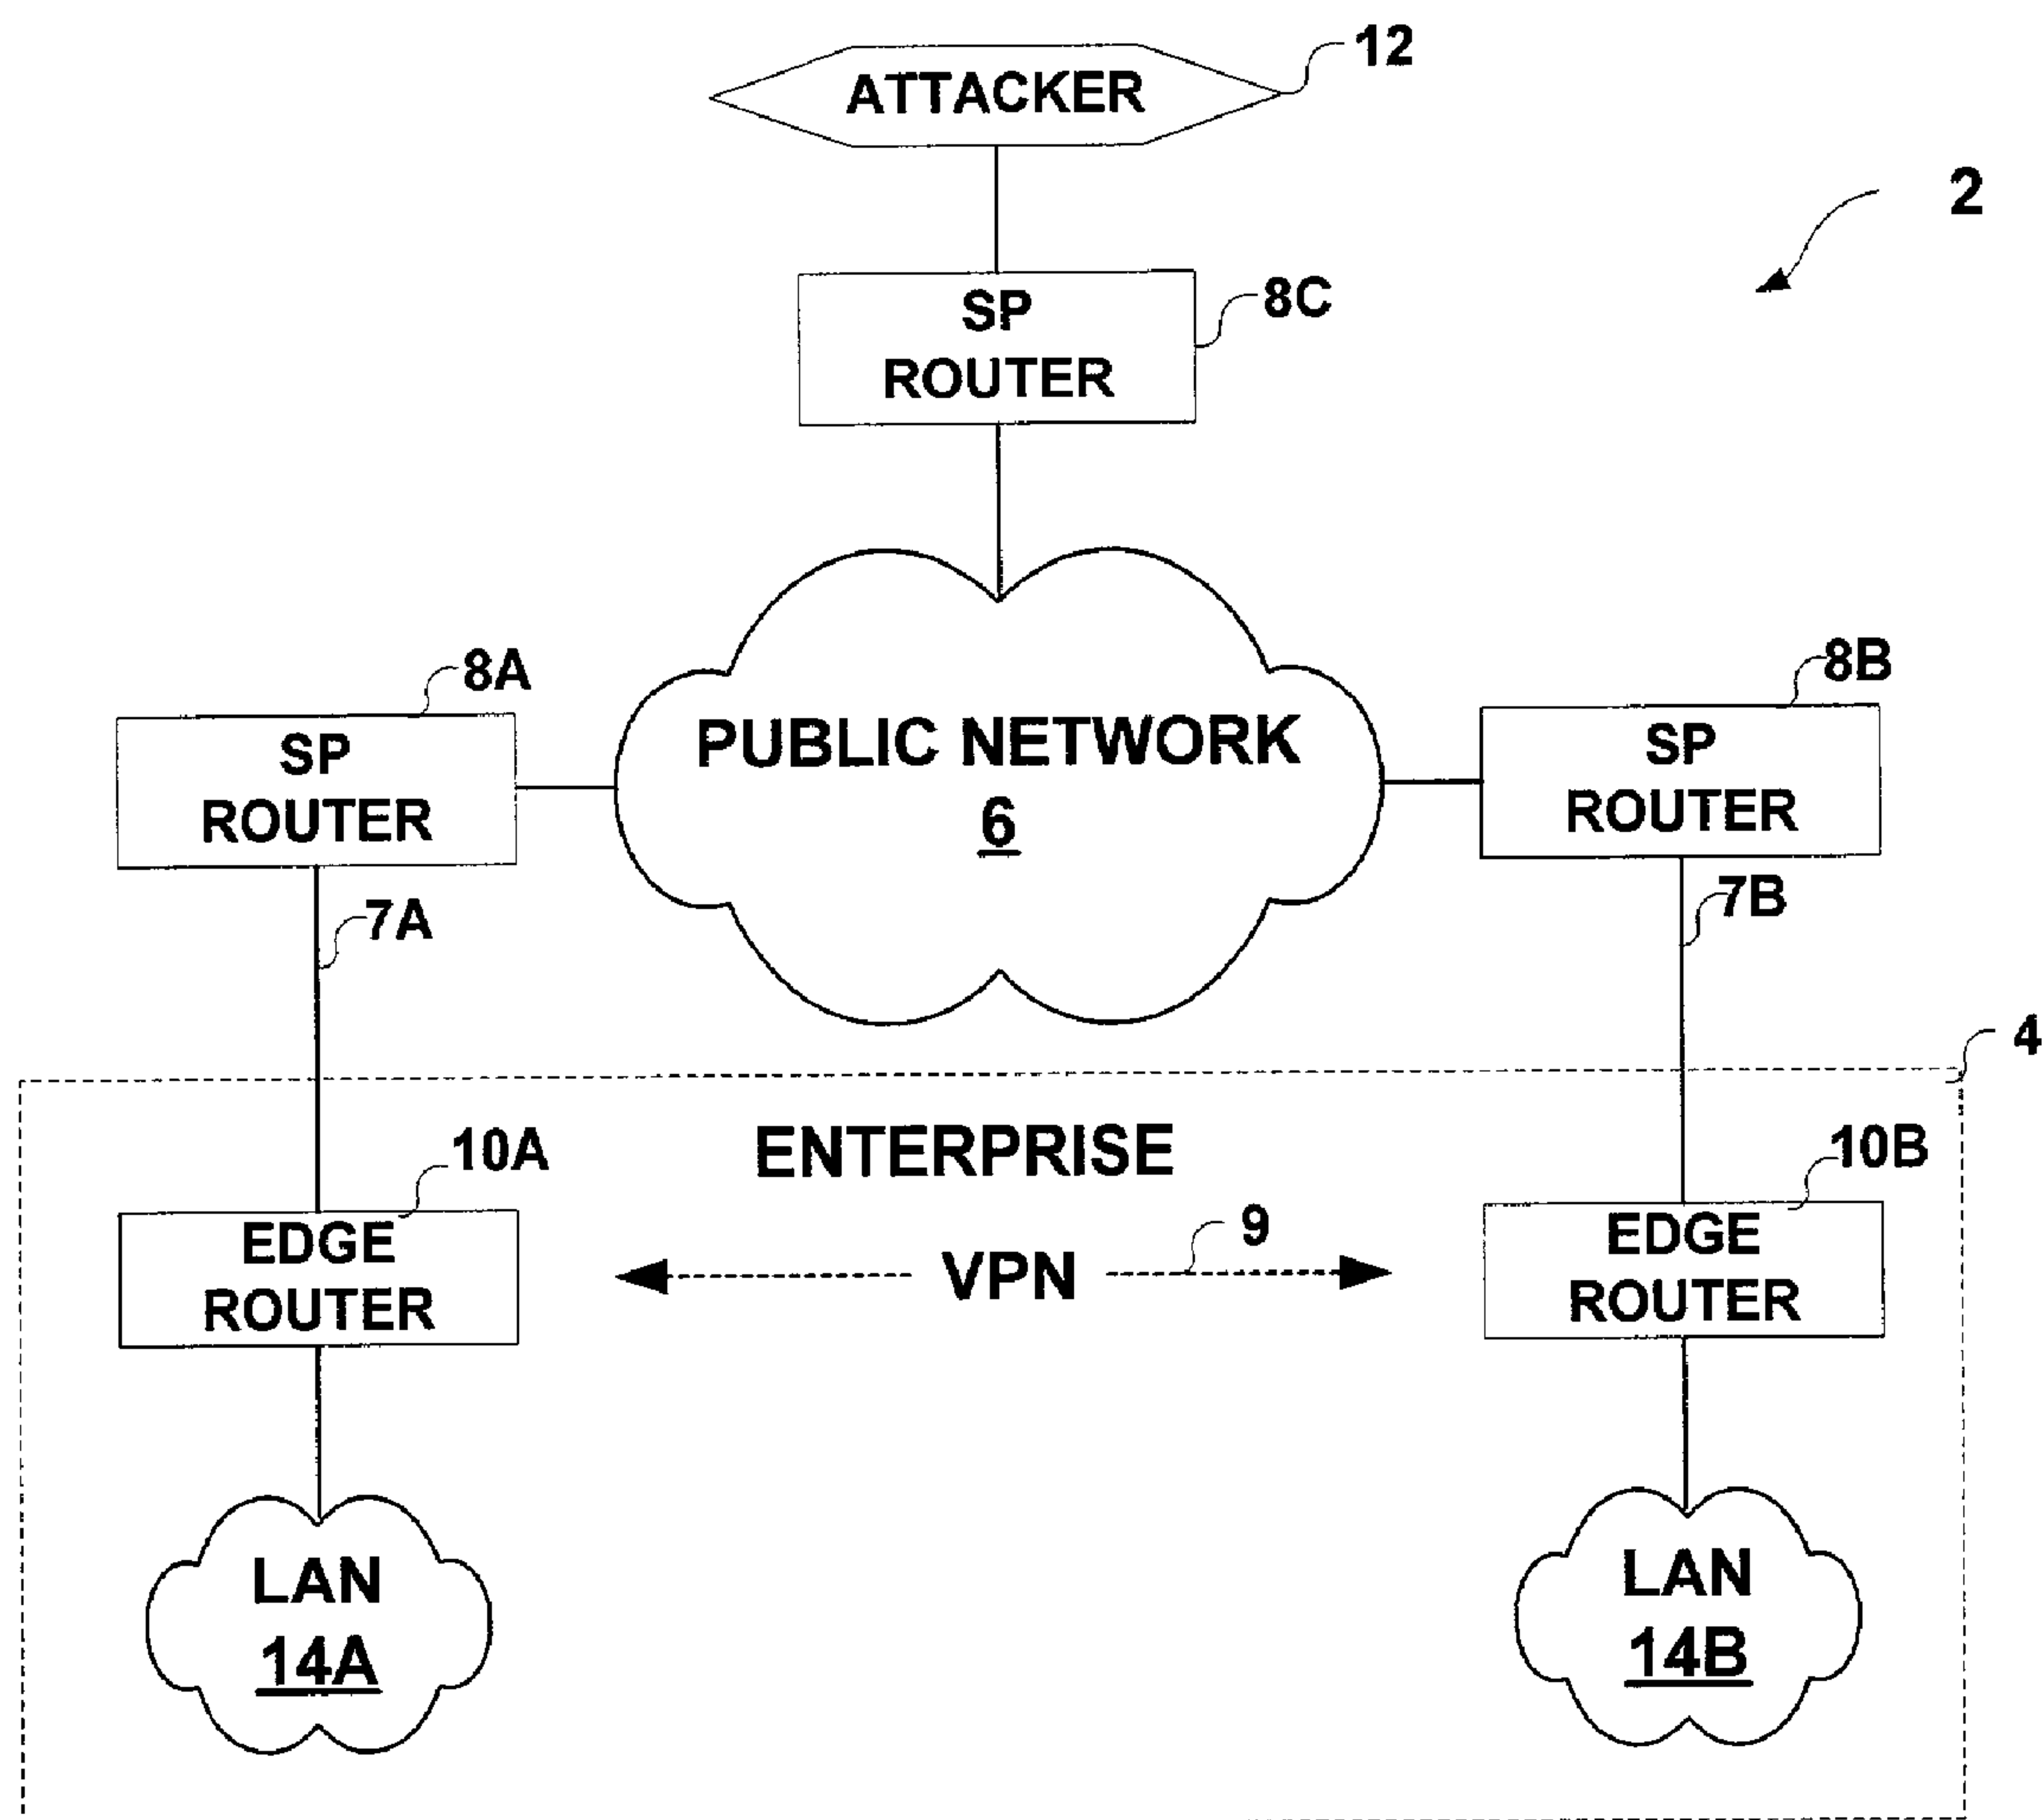 ATTACKER
12
2
SP
ROUTER
8C
8A
8B
SP
ROUTER
PUBLIC NETWORK
6
SP
ROUTER
7A
7B
4
ENTERPRISE
10A
10B
EDGE
ROUTER
VPN
9
EDGE
ROUTER
LAN
14A
LAN
14B